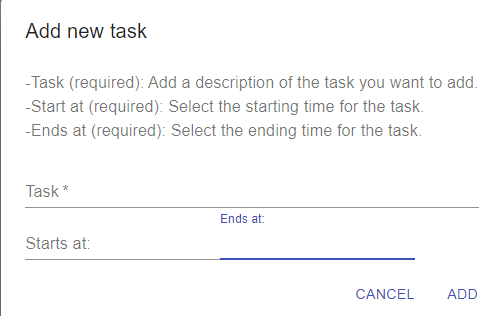 Add new task
-Task (required): Add a description of the task you want to add.
-Start at (required): Select the starting time for the task.
-Ends at (required): Select the ending time for the task.
Task *
Ends at:
Starts at:
CANCEL ADD